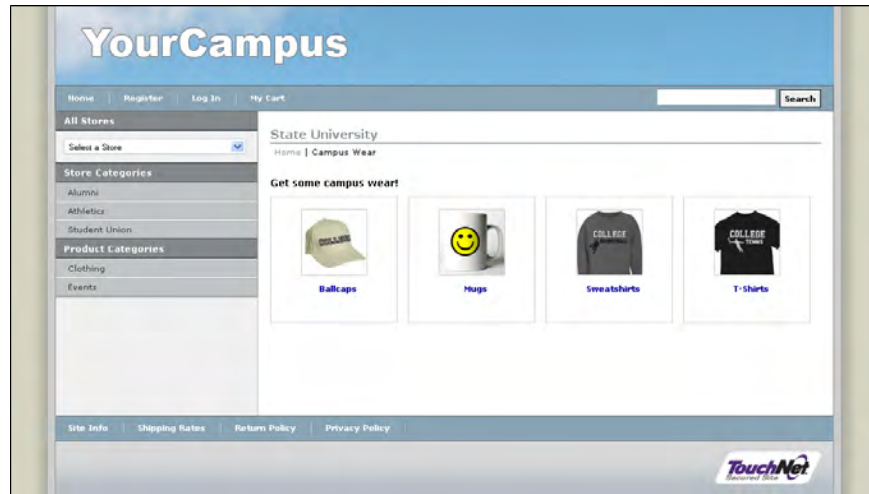 YourCampus
Home Register Log In My Cart Search
All Stores
Select a Store
Store Categories
Alumni
Athletics
Student Union
Product Categories
Clothing
Events
State University
Home | Campus Wear
Get some campus wear!
COLLEGE
COLLEGE
COLLEGE
TENNIS
Ballcaps Mugs Sweatshirts T-Shirts
Site Info Shipping Rates Return Policy Privacy Policy
TouchNet
Secured Site